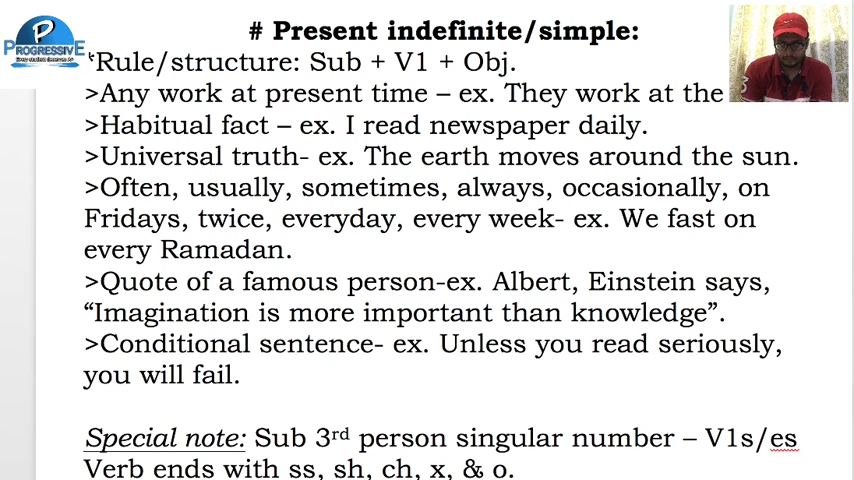 P
PROGRESSIVE
# Present indefinite/simple:
*Rule/structure: Sub + V1 + Obj.
>Any work at present time – ex. They work at the
>Habitual fact – ex. I read newspaper daily.
>Universal truth- ex. The earth moves around the sun.
>Often, usually, sometimes, always, occasionally, on
Fridays, twice, everyday, every week- ex. We fast on
every Ramadan.
>Quote of a famous person-ex. Albert, Einstein says,
“Imagination is more important than knowledge”.
>Conditional sentence- ex. Unless you read seriously,
you will fail.
Special note: Sub 3rd person singular number – V1s/es
Verb ends with ss, sh, ch, x, & o.